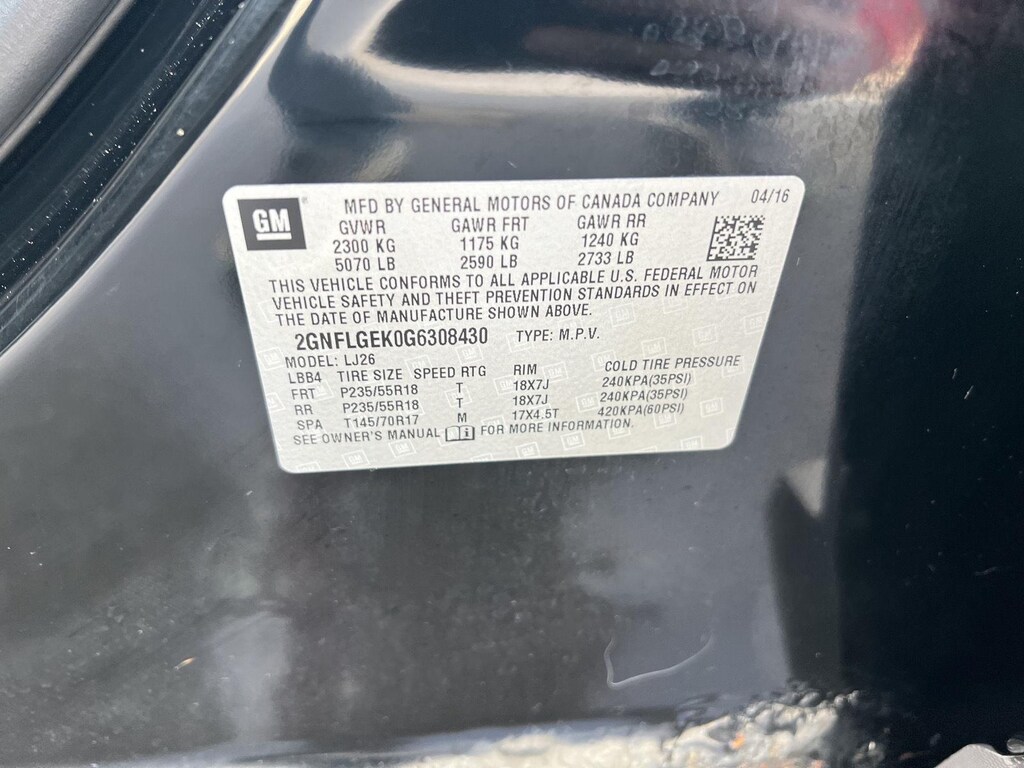 GM
MFD BY GENERAL MOTORS OF CANADA COMPANY 04/16
GVWR GAWR FRT GAWR RR
2300 KG 1175 KG 1240 KG
5070 LB 2590 LB 2733 LB
THIS VEHICLE CONFORMS TO ALL APPLICABLE U.S. FEDERAL MOTOR
VEHICLE SAFETY AND THEFT PREVENTION STANDARDS IN EFFECT ON
THE DATE OF MANUFACTURE SHOWN ABOVE.
2GNFLGEK0G6308430 TYPE: M.P.V.
MODEL: LJ26
LBB4 TIRE SIZE SPEED RTG RIM COLD TIRE PRESSURE
FRT P235/55R18 T 18X7J 240KPA(35PSI)
RR P235/55R18 T 18X7J 240KPA(35PSI)
SPA T145/70R17 M 17X4.5T 420KPA(60PSI)
SEE OWNER'S MANUAL FOR MORE INFORMATION.